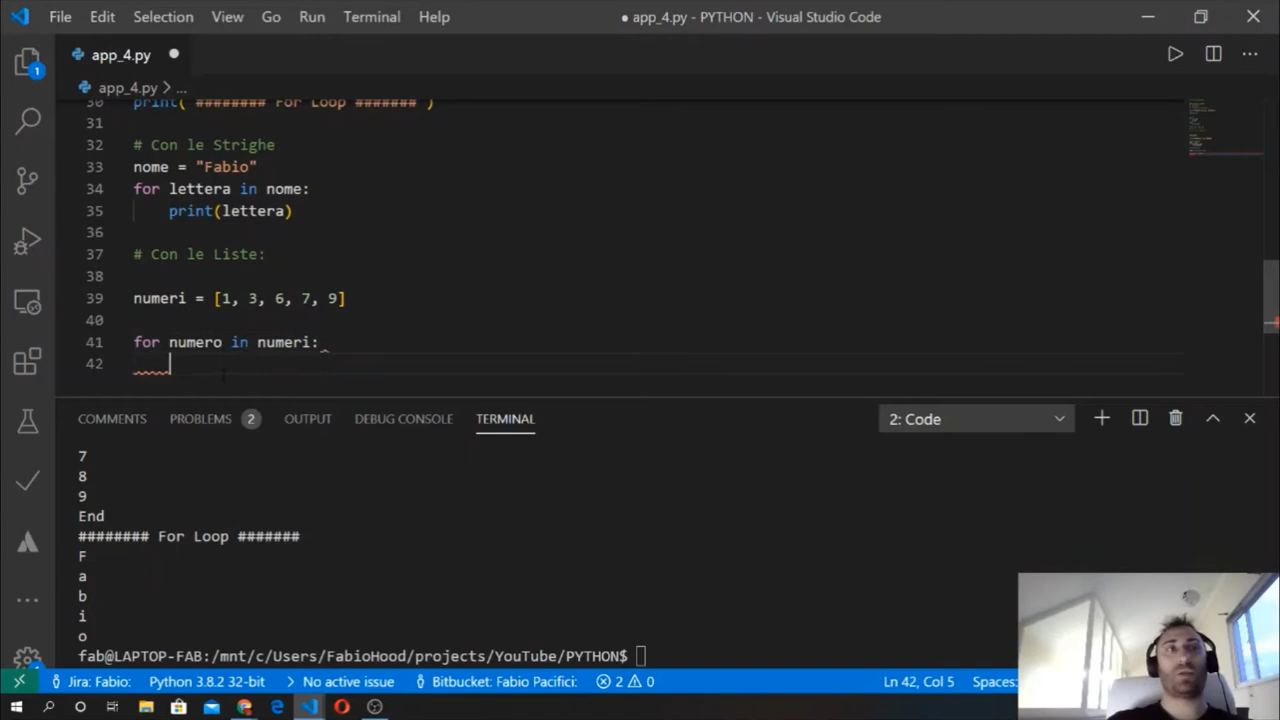 File Edit Selection View Go Run Terminal Help ● app_4.py - PYTHON - Visual Studio Code
app_4.py
app_4.py > ...
30 print( ######## For Loop ####### )
31
32 # Con le Strighe
33 nome = "Fabio"
34 for lettera in nome:
35 print(lettera)
36
37 # Con le Liste:
38
39 numeri = [1, 3, 6, 7, 9]
40
41 for numero in numeri:
42
COMMENTS PROBLEMS 2 OUTPUT DEBUG CONSOLE TERMINAL 2: Code
7
8
9
End
######## For Loop #######
F
a
b
i
o
fab@LAPTOP-FAB:/mnt/c/Users/FabioHood/projects/YouTube/PYTHON$
Jira: Fabio: Python 3.8.2 32-bit No active issue Bitbucket: Fabio Pacifici: 2 0 Ln 42, Col 5 Spaces:
1